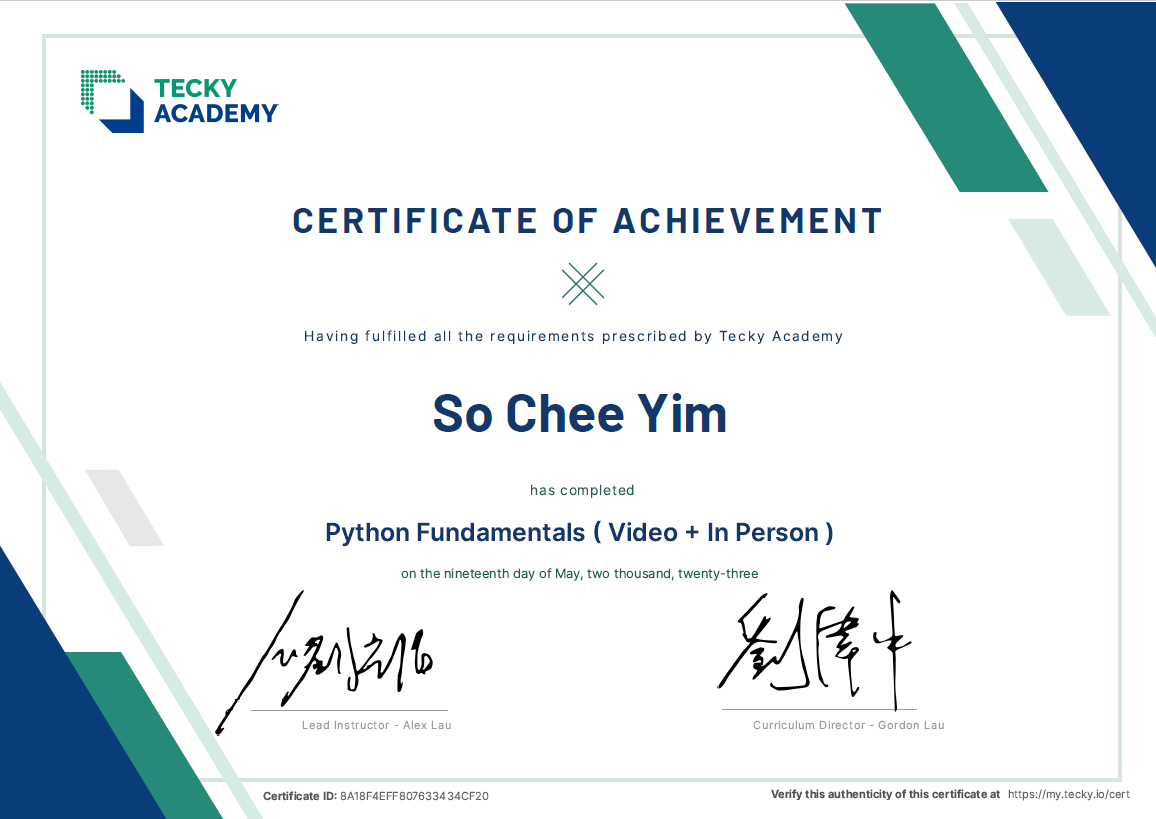 TECKY
ACADEMY
CERTIFICATE OF ACHIEVEMENT
Having fulfilled all the requirements prescribed by Tecky Academy
So Chee Yim
has completed
Python Fundamentals ( Video + In Person )
on the nineteenth day of May, two thousand, twenty-three
劉偉中
Lead Instructor - Alex Lau
Curriculum Director - Gordon Lau
Certificate ID: 8A18F4EFF807633434CF20
Verify this authenticity of this certificate at https://my.tecky.io/cert